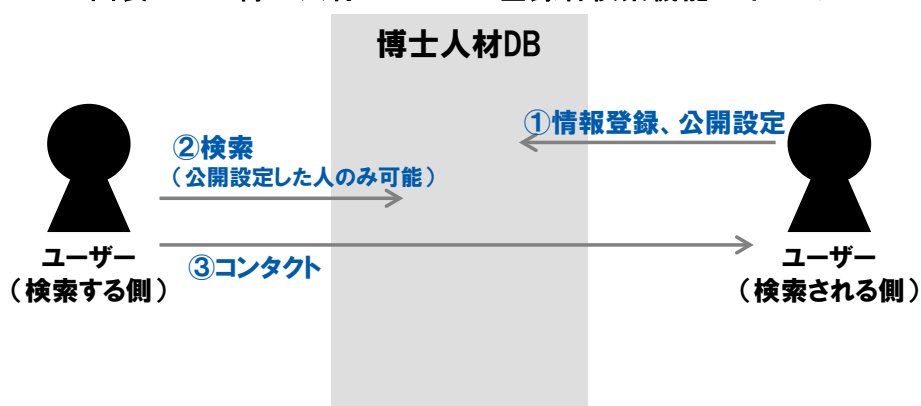 博士人材DB
①情報登録、公開設定
②検索
（公開設定した人のみ可能）
③コンタクト
ユーザー
（検索する側）
ユーザー
（検索される側）